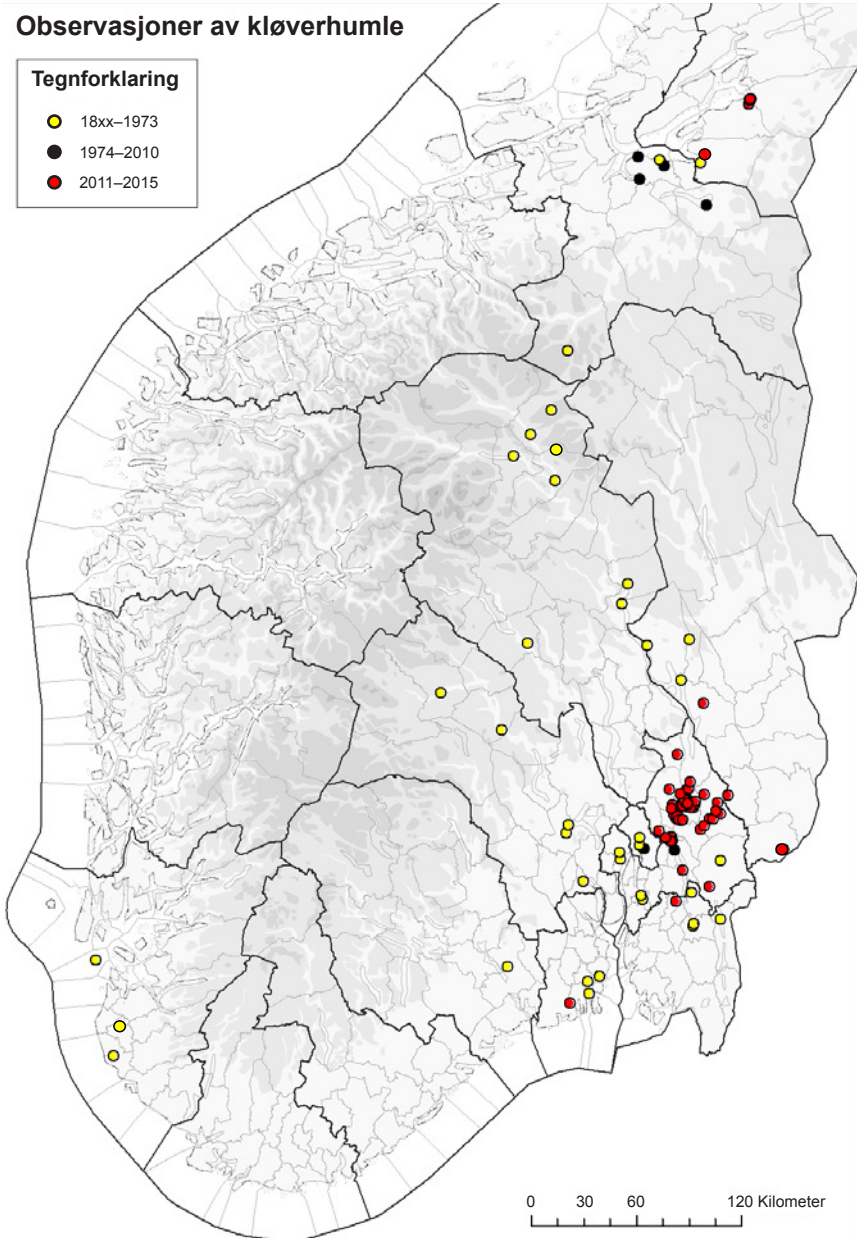 Observasjoner av kløverhumle
Tegnforklaring
18xx–1973
1974–2010
2011–2015
0 30 60 120 Kilometer